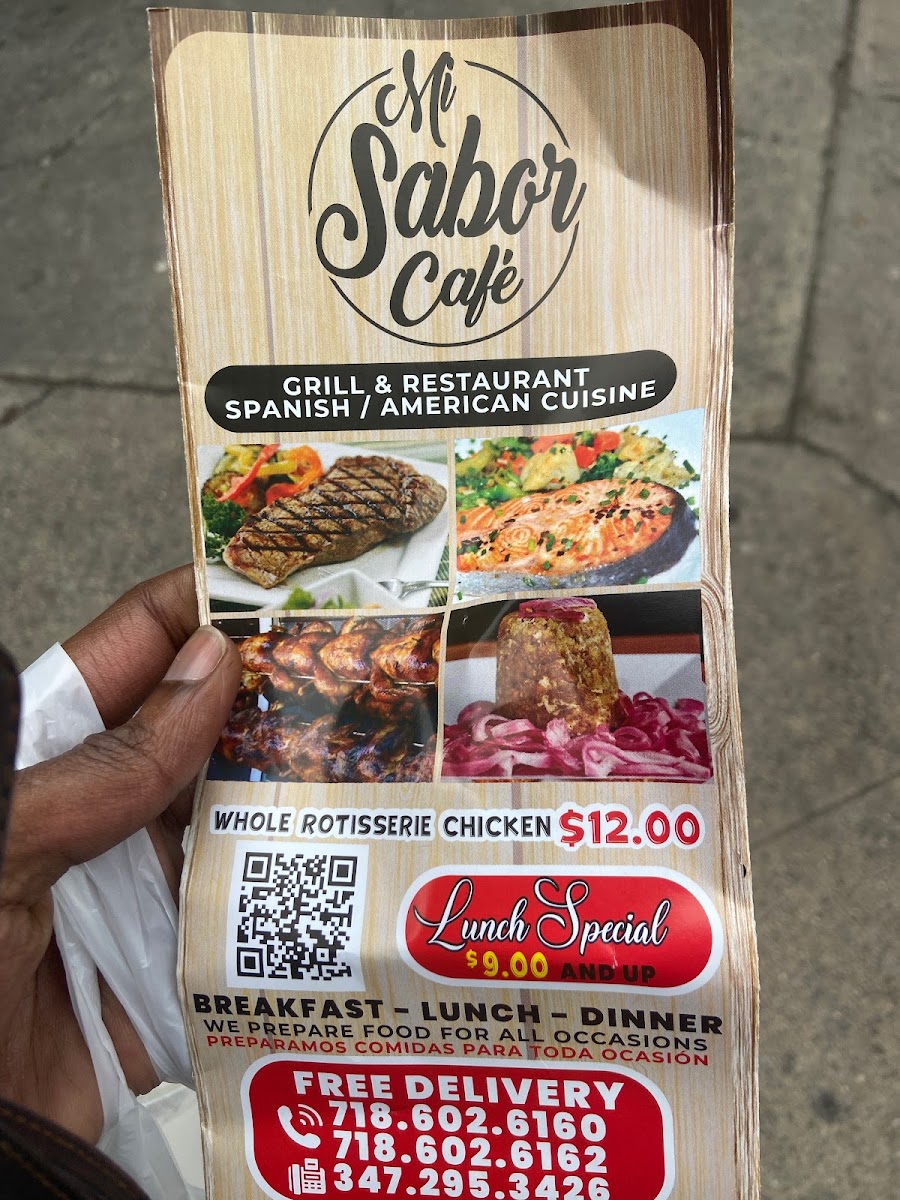 Mi
Sabor
Café
GRILL & RESTAURANT
SPANISH / AMERICAN CUISINE
WHOLE ROTISSERIE CHICKEN $12.00
Lunch Special
$9.00 AND UP
BREAKFAST - LUNCH - DINNER
WE PREPARE FOOD FOR ALL OCCASIONS
PREPARAMOS COMIDAS PARA TODA OCASIÓN
FREE DELIVERY
718.602.6160
718.602.6162
347.295.3426